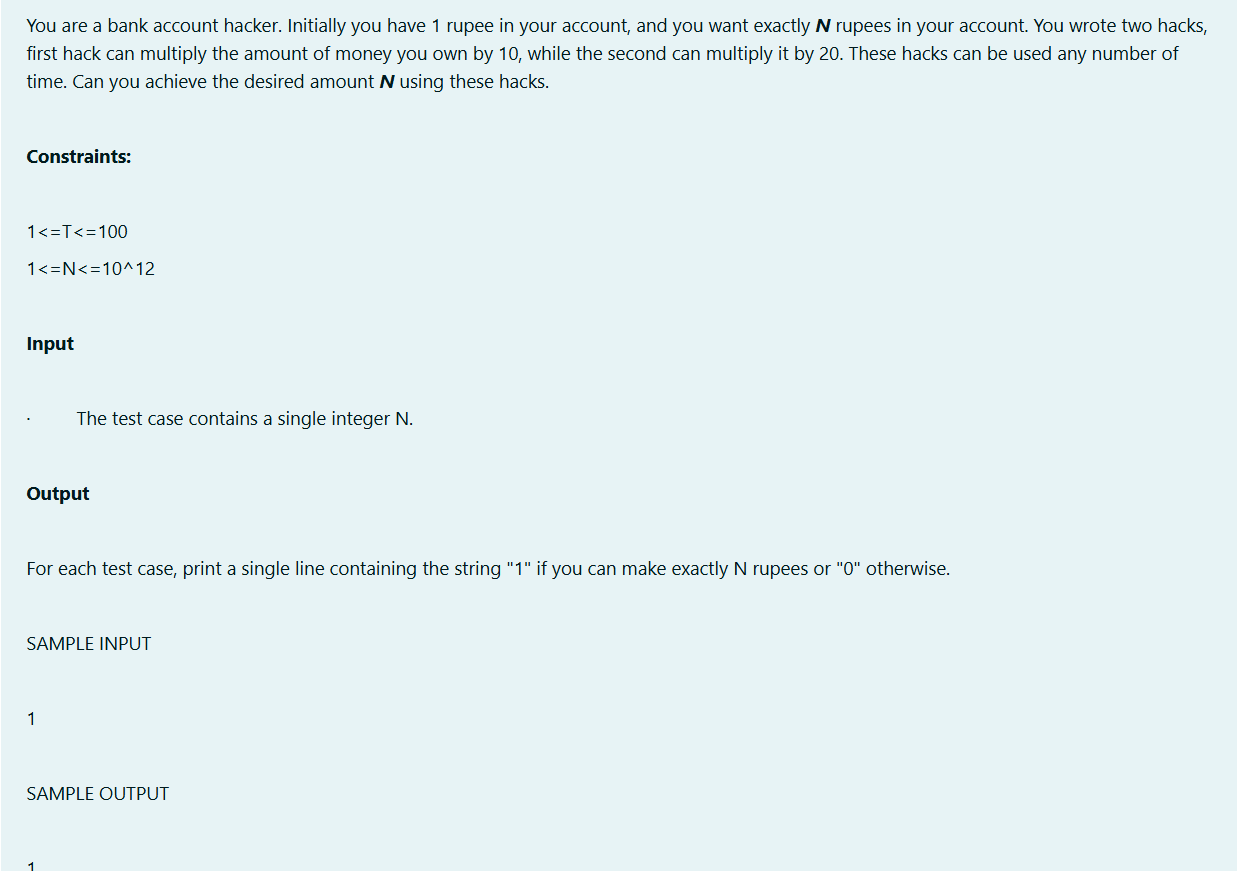 You are a bank account hacker. Initially you have 1 rupee in your account, and you want exactly N rupees in your account. You wrote two hacks,
first hack can multiply the amount of money you own by 10, while the second can multiply it by 20. These hacks can be used any number of
time. Can you achieve the desired amount N using these hacks.
Constraints:
1<=T<=100
1<=N<=10^12
Input
· The test case contains a single integer N.
Output
For each test case, print a single line containing the string "1" if you can make exactly N rupees or "0" otherwise.
SAMPLE INPUT
1
SAMPLE OUTPUT
1